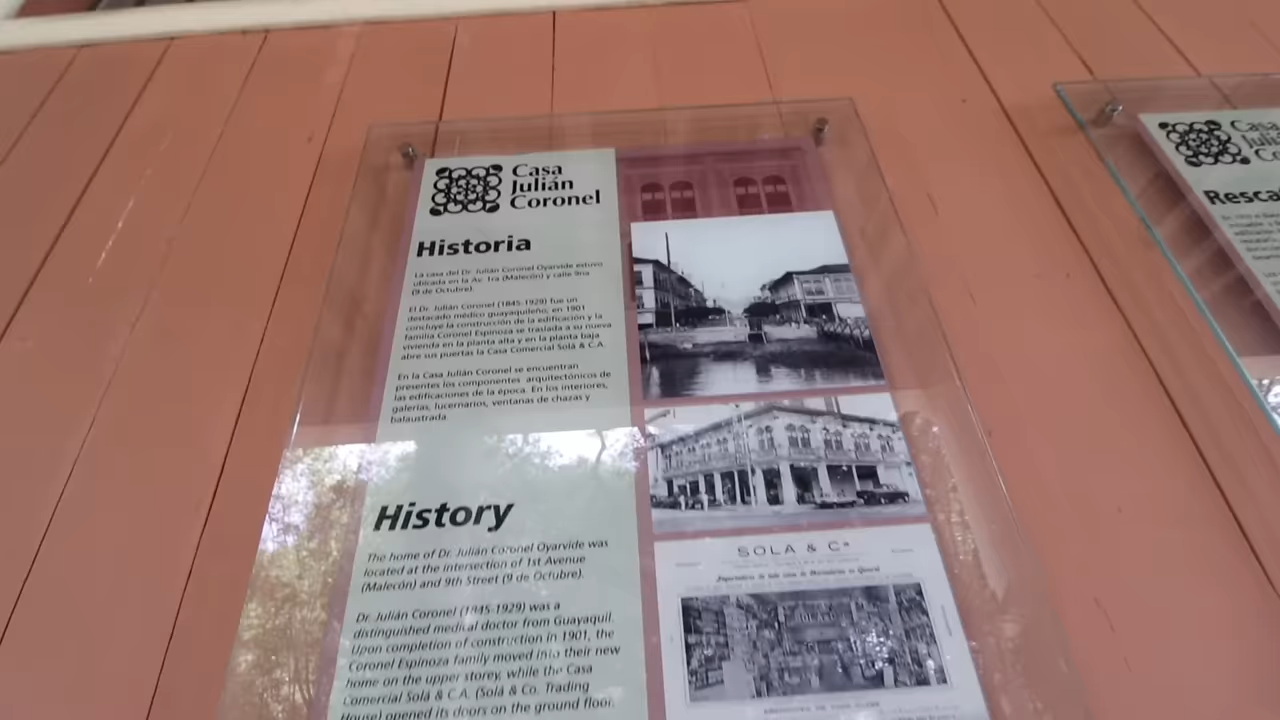 Casa
Julián
Coronel
Historia
La casa del Dr. Julián Coronel Oyarvide estuvo
ubicada en la Av. 1ra (Malecón) y calle 9na
(9 de Octubre).
El Dr. Julián Coronel (1845-1929) fue un
destacado médico guayaquileño; en 1901
concluye la construcción de la edificación y la
familia Coronel Espinoza se traslada a su nueva
vivienda en la planta alta y en la planta baja
abre sus puertas la Casa Comercial Solá & C.A.
En la Casa Julián Coronel se encuentran
presentes los componentes arquitectónicos de
las edificaciones de la época. En los interiores,
galerías, lucernarios, ventanas de chazas y
balaustrada
History
The home of Dr. Julián Coronel Oyarvide was
located at the intersection of 1st Avenue
(Malecón) and 9th Street (9 de Octubre).
Dr. Julián Coronel (1845-1929) was a
distinguished medical doctor from Guayaquil.
Upon completion of construction in 1901, the
Coronel Espinoza family moved into their new
home on the upper storey, while the Casa
Comercial Solá & C.A. (Solá & Co. Trading
House) opened its doors on the ground floor.
SOLA & Cª
Resca